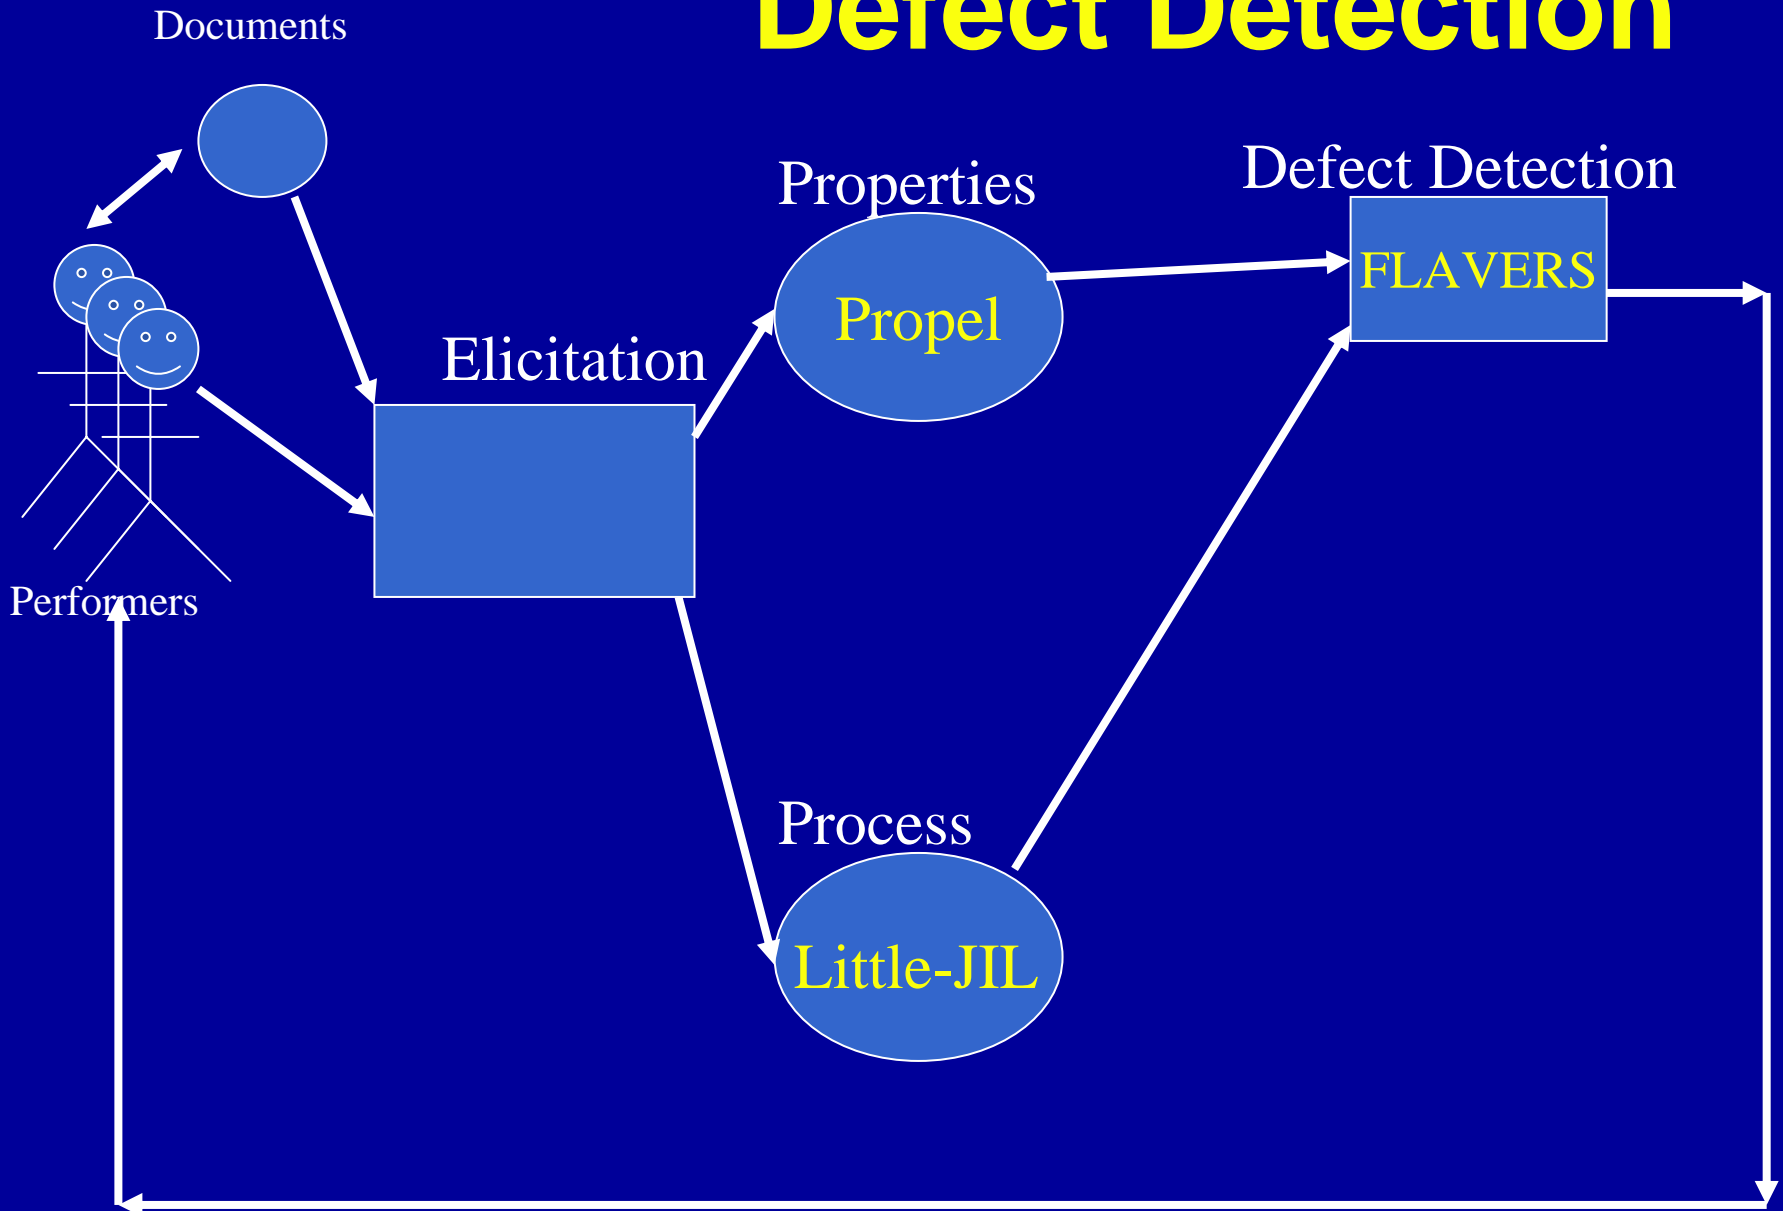 Defect Detection
Documents
Properties
Defect Detection
FLAVERS
Propel
Elicitation
Performers
Process
Little-JIL